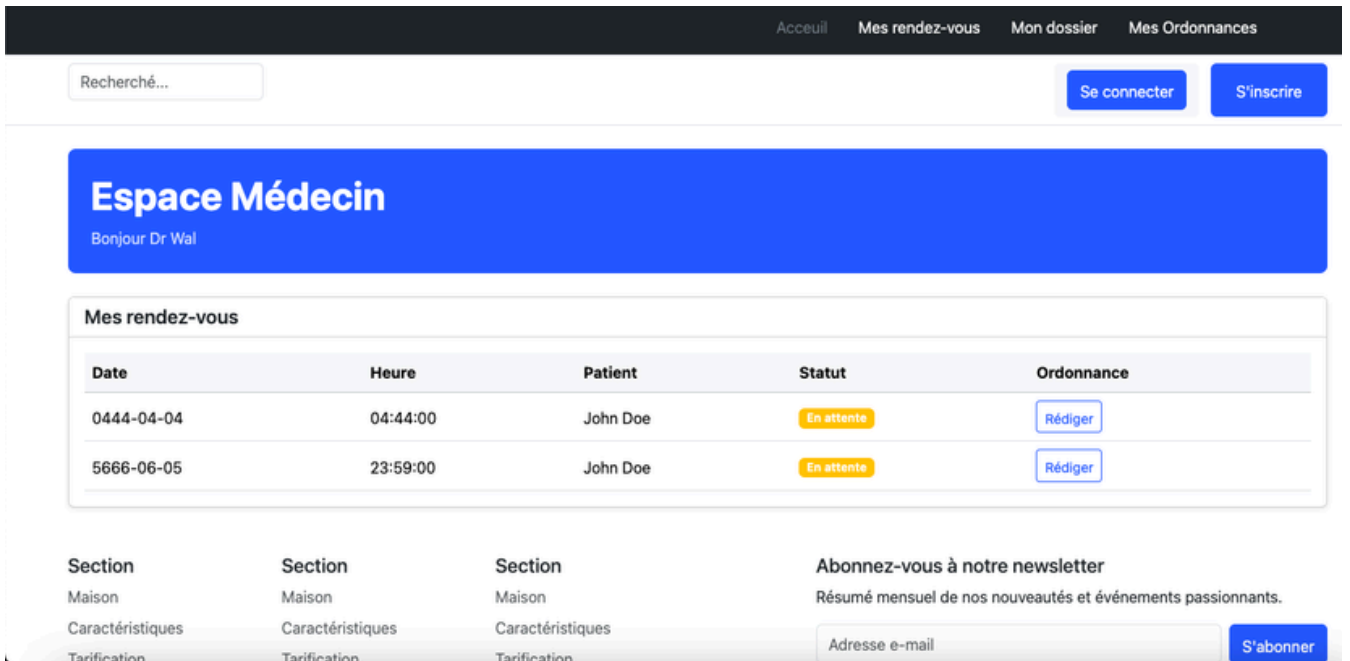 Acceuil Mes rendez-vous Mon dossier Mes Ordonnances
Recherché... Se connecter S'inscrire
Espace Médecin
Bonjour Dr Wal
Mes rendez-vous
Date Heure Patient Statut Ordonnance
0444-04-04 04:44:00 John Doe En attente Rédiger
5666-06-05 23:59:00 John Doe En attente Rédiger
Section Section Section Abonnez-vous à notre newsletter
Maison Maison Maison Résumé mensuel de nos nouveautés et événements passionnants.
Caractéristiques Caractéristiques Caractéristiques
Adresse e-mail S'abonner
Tarification Tarification Tarification